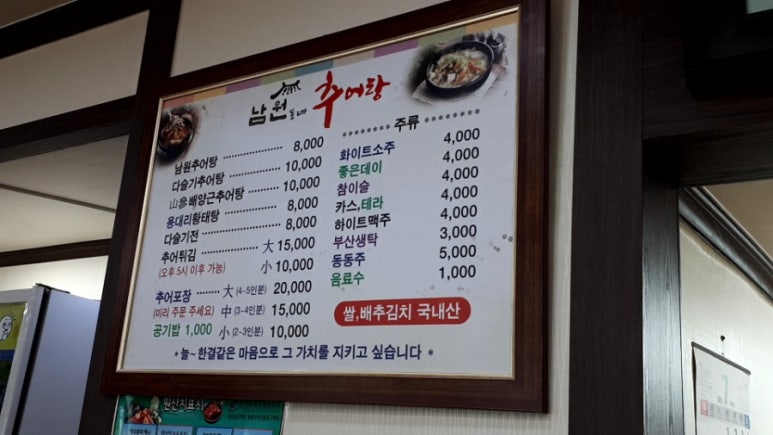 남원 동네 추어탕
남원추어탕 8,000
다슬기추어탕 10,000
山蔘배양근추어탕 10,000
용대리황태탕 8,000
다슬기전 8,000
추어튀김 大 15,000
(오후 5시 이후 가능) 小 10,000
추어포장 大 (4~5인분) 20,000
(미리 주문 주세요) 中 (3~4인분) 15,000
공기밥 1,000 小 (2~3인분) 10,000
******** 주류 ********
화이트소주 4,000
좋은데이 4,000
참이슬 4,000
카스,테라 4,000
하이트맥주 4,000
부산생탁 3,000
동동주 5,000
음료수 1,000
쌀,배추김치 국내산
* 늘~ 한결같은 마음으로 그 가치를 지키고 싶습니다 *
원산지표시
7